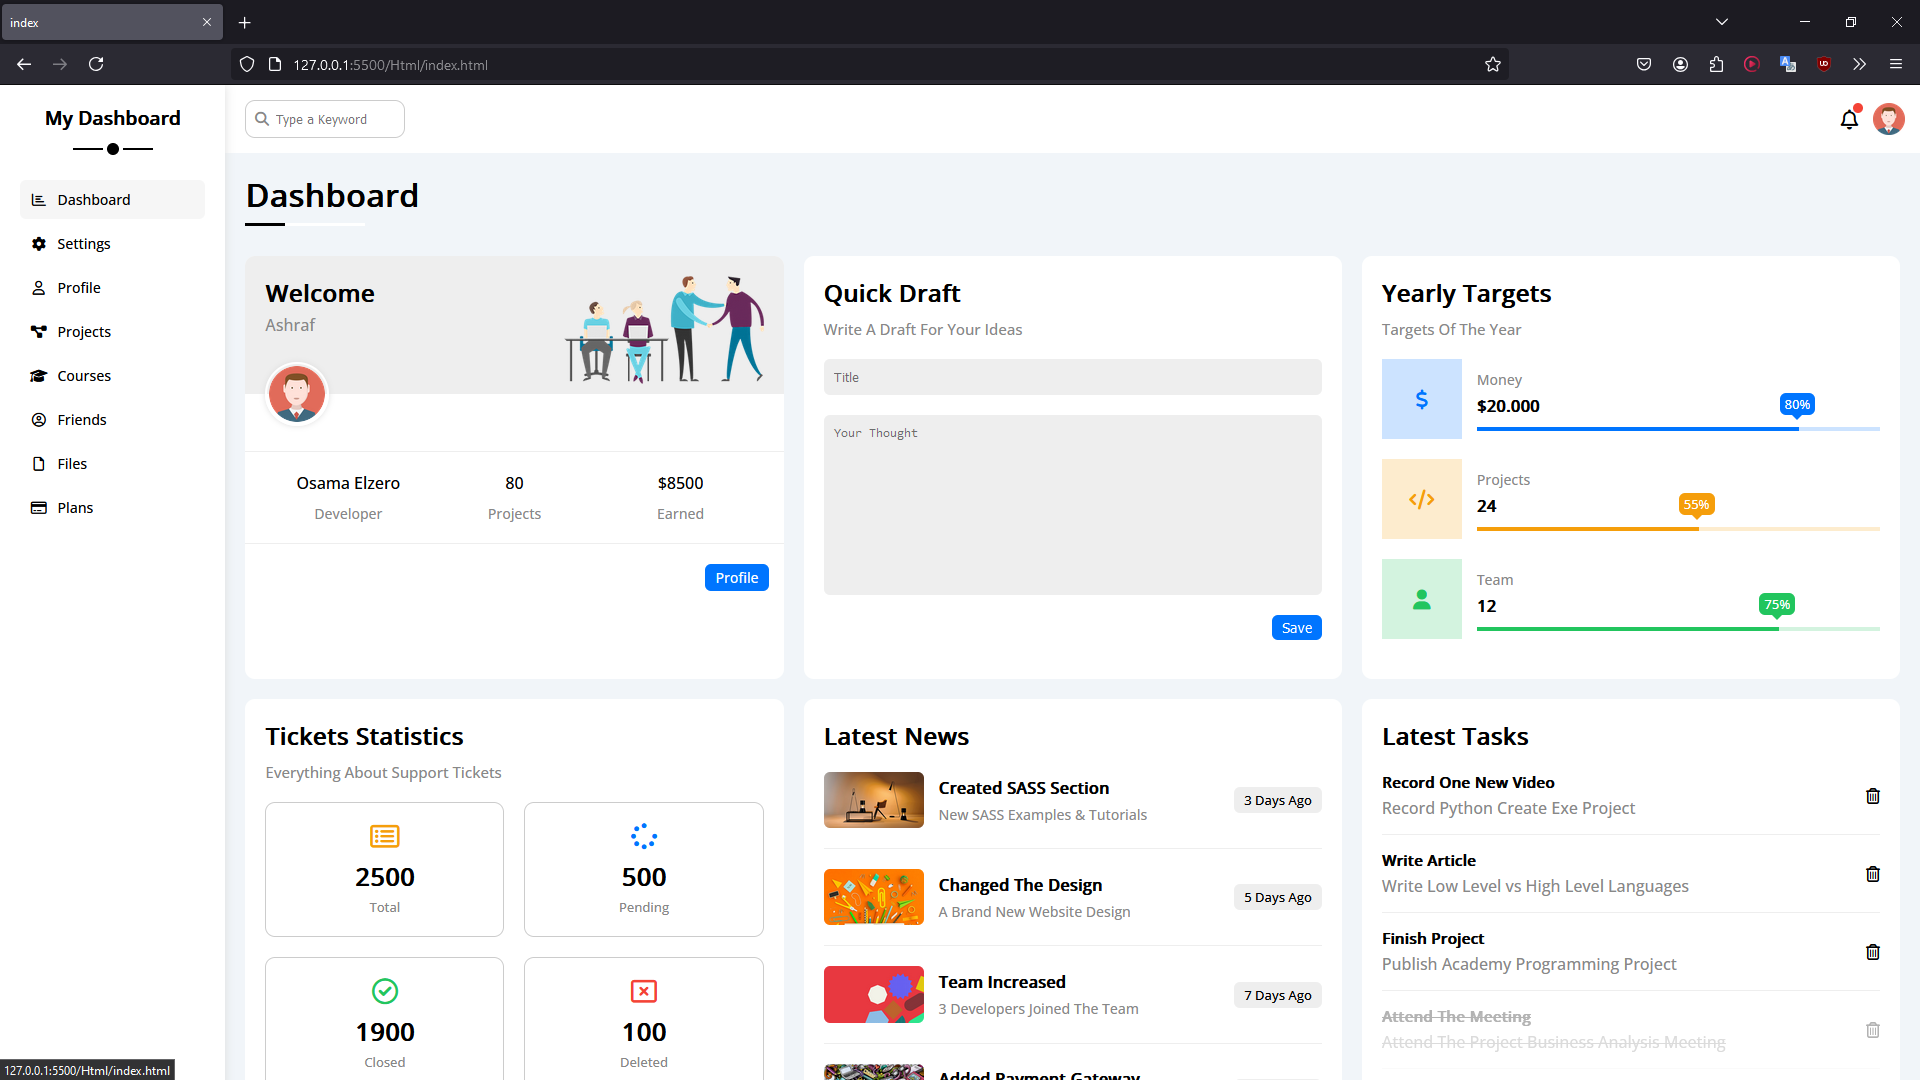 index
127.0.0.1:5500/Html/index.html
My Dashboard
Dashboard
Settings
Profile
Projects
Courses
Friends
Files
Plans
Type a Keyword
Dashboard
Welcome
Ashraf
Osama Elzero
Developer
80
Projects
$8500
Earned
Profile
Quick Draft
Write A Draft For Your Ideas
Title
Your Thought
Save
Yearly Targets
Targets Of The Year
Money
$20.000
80%
Projects
24
55%
Team
12
75%
Tickets Statistics
Everything About Support Tickets
2500
Total
500
Pending
1900
Closed
100
Deleted
Latest News
Created SASS Section
New SASS Examples & Tutorials
3 Days Ago
Changed The Design
A Brand New Website Design
5 Days Ago
Team Increased
3 Developers Joined The Team
7 Days Ago
Added Payment Gateway
Latest Tasks
Record One New Video
Record Python Create Exe Project
Write Article
Write Low Level vs High Level Languages
Finish Project
Publish Academy Programming Project
Attend The Meeting
Attend The Project Business Analysis Meeting
127.0.0.1:5500/Html/index.html